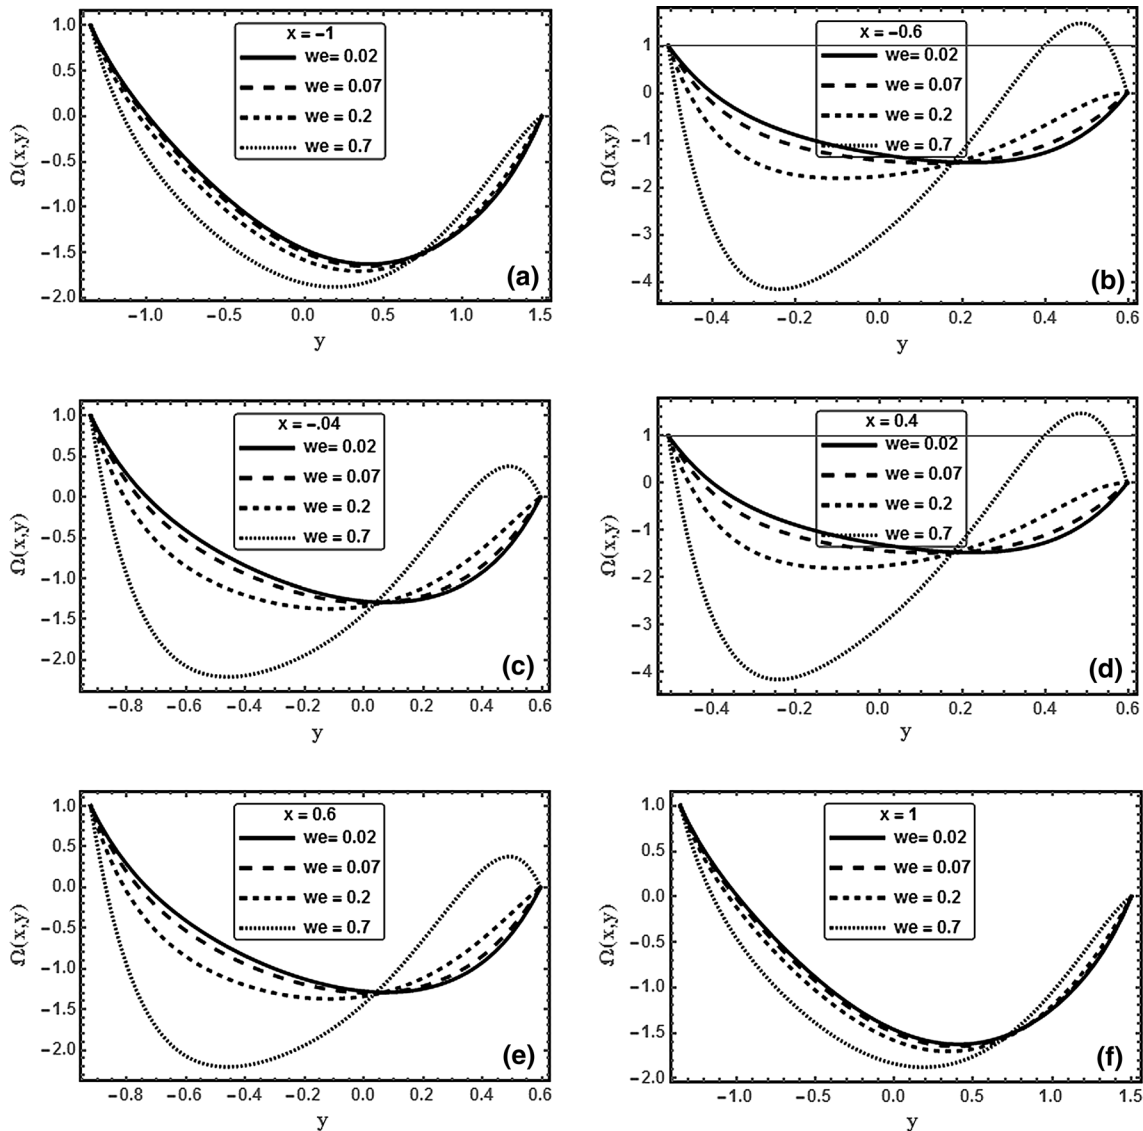 x = −1
we= 0.02
we = 0.07
we = 0.2
we = 0.7
1.0
0.5
0.0
−0.5
−1.0
−1.5
−2.0
Ω(x,y)
(a)
−1.0 −0.5 0.0 0.5 1.0 1.5
y
x = −0.6
we= 0.02
we = 0.07
we = 0.2
we = 0.7
1
0
−1
−2
−3
−4
Ω(x,y)
(b)
−0.4 −0.2 0.0 0.2 0.4 0.6
y
x = −.04
we= 0.02
we = 0.07
we = 0.2
we = 0.7
1.0
0.5
0.0
−0.5
−1.0
−1.5
−2.0
Ω(x,y)
(c)
−0.8 −0.6 −0.4 −0.2 0.0 0.2 0.4 0.6
y
x = 0.4
we= 0.02
we = 0.07
we = 0.2
we = 0.7
1
0
−1
−2
−3
−4
Ω(x,y)
(d)
−0.4 −0.2 0.0 0.2 0.4 0.6
y
x = 0.6
we= 0.02
we = 0.07
we = 0.2
we = 0.7
1.0
0.5
0.0
−0.5
−1.0
−1.5
−2.0
Ω(x,y)
(e)
−0.8 −0.6 −0.4 −0.2 0.0 0.2 0.4 0.6
y
x = 1
we= 0.02
we = 0.07
we = 0.2
we = 0.7
1.0
0.5
0.0
−0.5
−1.0
−1.5
−2.0
Ω(x,y)
(f)
−1.0 −0.5 0.0 0.5 1.0 1.5
y